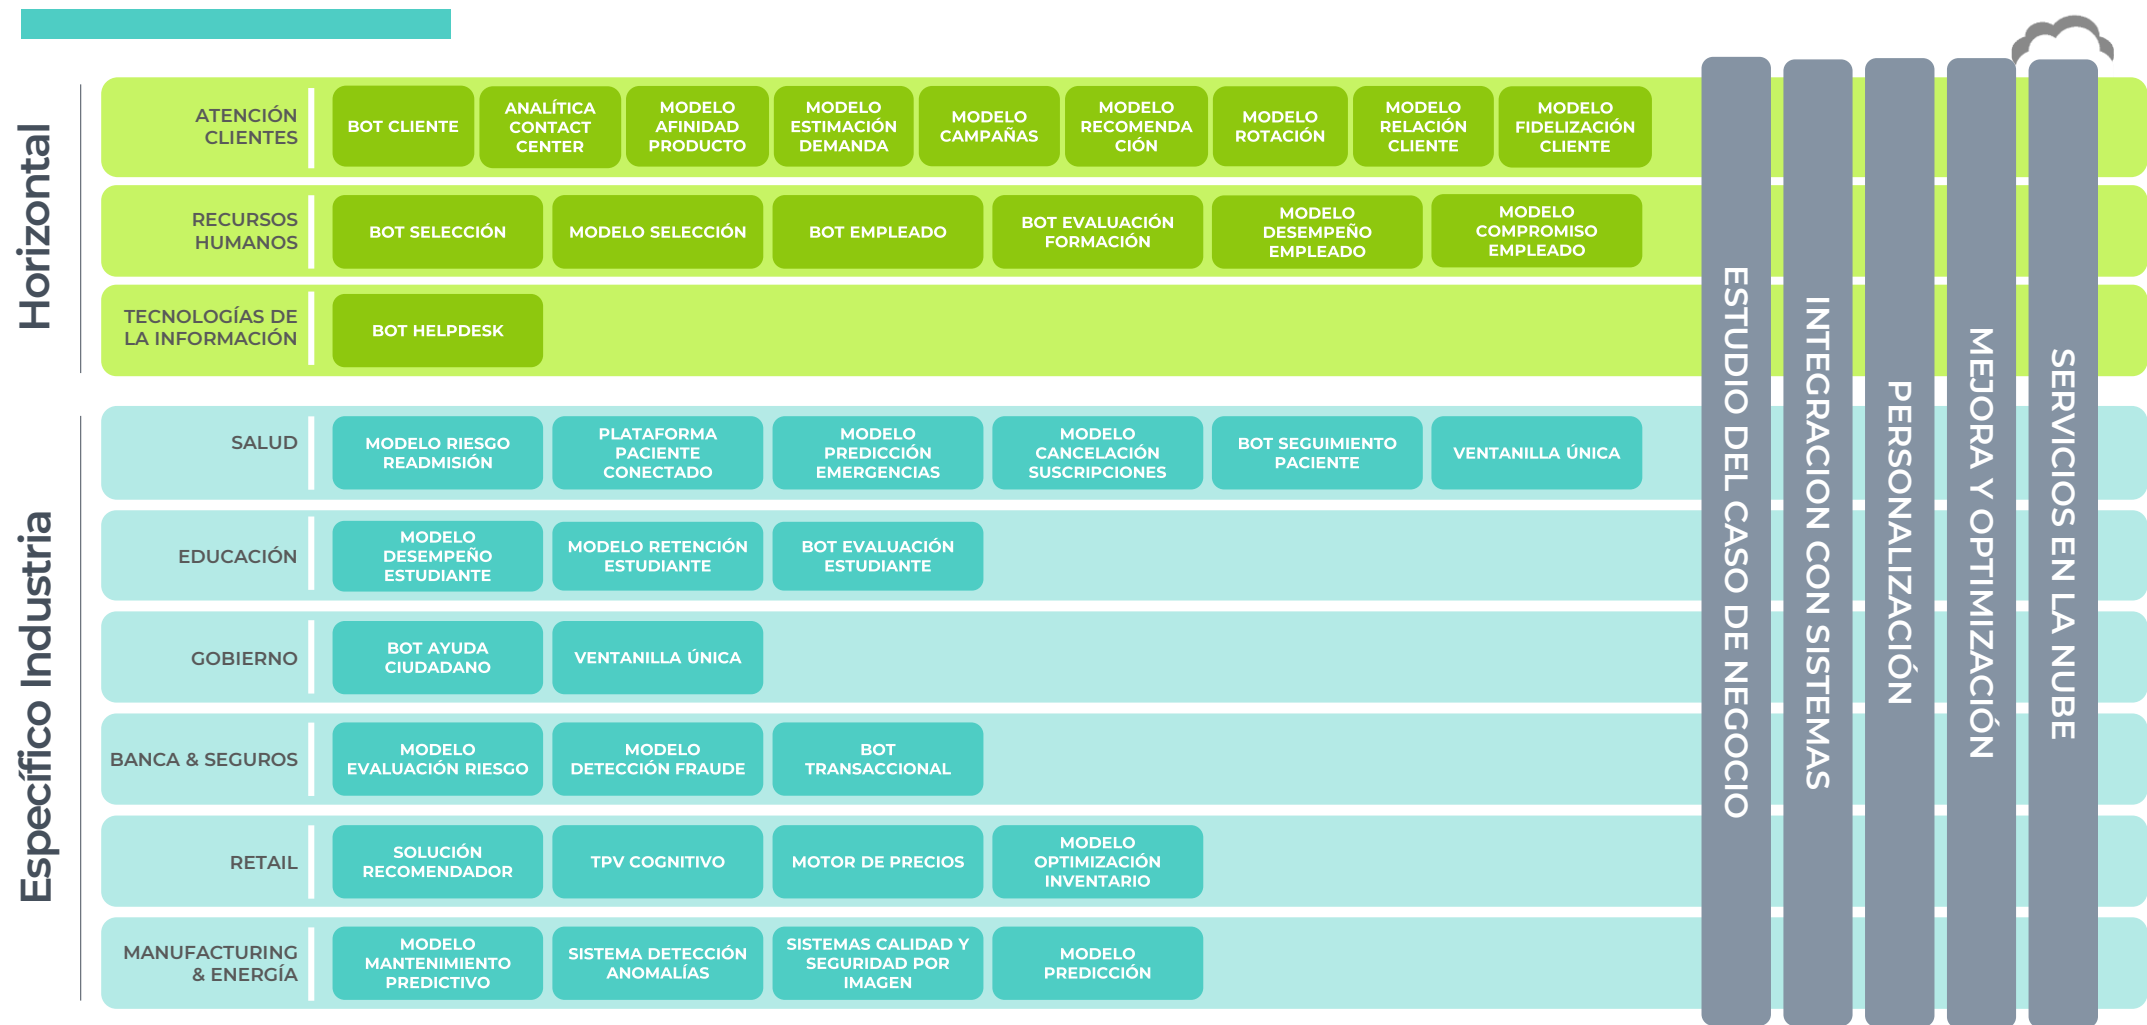 Horizontal
ATENCIÓN
CLIENTES
BOT CLIENTE
ANALÍTICA
CONTACT
CENTER
MODELO
AFINIDAD
PRODUCTO
MODELO
ESTIMACIÓN
DEMANDA
MODELO
CAMPAÑAS
MODELO
RECOMENDA
CIÓN
MODELO
ROTACIÓN
MODELO
RELACIÓN
CLIENTE
MODELO
FIDELIZACIÓN
CLIENTE
RECURSOS
HUMANOS
BOT SELECCIÓN
MODELO SELECCIÓN
BOT EMPLEADO
BOT EVALUACIÓN
FORMACIÓN
MODELO
DESEMPEÑO
EMPLEADO
MODELO
COMPROMISO
EMPLEADO
TECNOLOGÍAS DE
LA INFORMACIÓN
BOT HELPDESK
Específico Industria
SALUD
MODELO RIESGO
READMISIÓN
PLATAFORMA
PACIENTE
CONECTADO
MODELO
PREDICCIÓN
EMERGENCIAS
MODELO
CANCELACIÓN
SUSCRIPCIONES
BOT SEGUIMIENTO
PACIENTE
VENTANILLA ÚNICA
EDUCACIÓN
MODELO
DESEMPEÑO
ESTUDIANTE
MODELO RETENCIÓN
ESTUDIANTE
BOT EVALUACIÓN
ESTUDIANTE
GOBIERNO
BOT AYUDA
CIUDADANO
VENTANILLA ÚNICA
BANCA & SEGUROS
MODELO
EVALUACIÓN RIESGO
MODELO
DETECCIÓN FRAUDE
BOT
TRANSACCIONAL
RETAIL
SOLUCIÓN
RECOMENDADOR
TPV COGNITIVO
MOTOR DE PRECIOS
MODELO
OPTIMIZACIÓN
INVENTARIO
MANUFACTURING
& ENERGÍA
MODELO
MANTENIMIENTO
PREDICTIVO
SISTEMA DETECCIÓN
ANOMALÍAS
SISTEMAS CALIDAD Y
SEGURIDAD POR
IMAGEN
MODELO
PREDICCIÓN
ESTUDIO DEL CASO DE NEGOCIO
INTEGRACION CON SISTEMAS
PERSONALIZACIÓN
MEJORA Y OPTIMIZACIÓN
SERVICIOS EN LA NUBE